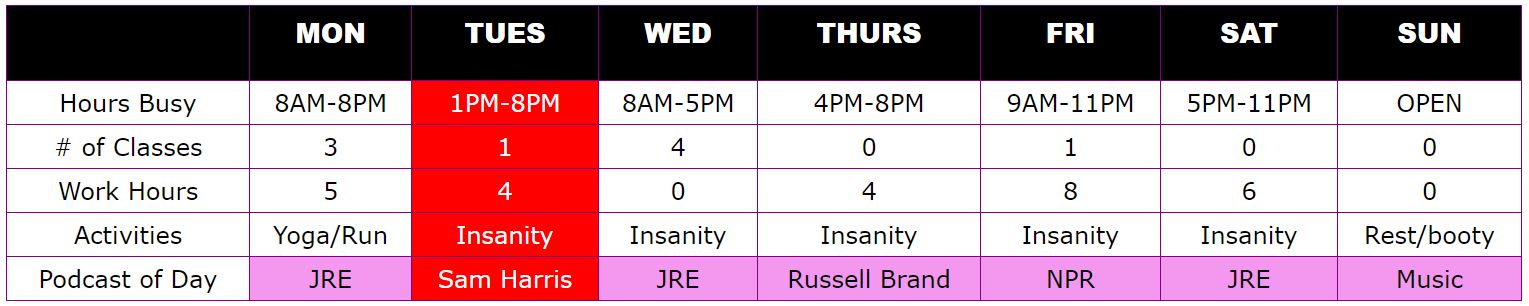 MON TUES WED THURS FRI SAT SUN
Hours Busy 8AM-8PM 1PM-8PM 8AM-5PM 4PM-8PM 9AM-11PM 5PM-11PM OPEN
# of Classes 3 1 4 0 1 0 0
Work Hours 5 4 0 4 8 6 0
Activities Yoga/Run Insanity Insanity Insanity Insanity Insanity Rest/booty
Podcast of Day JRE Sam Harris JRE Russell Brand NPR JRE Music